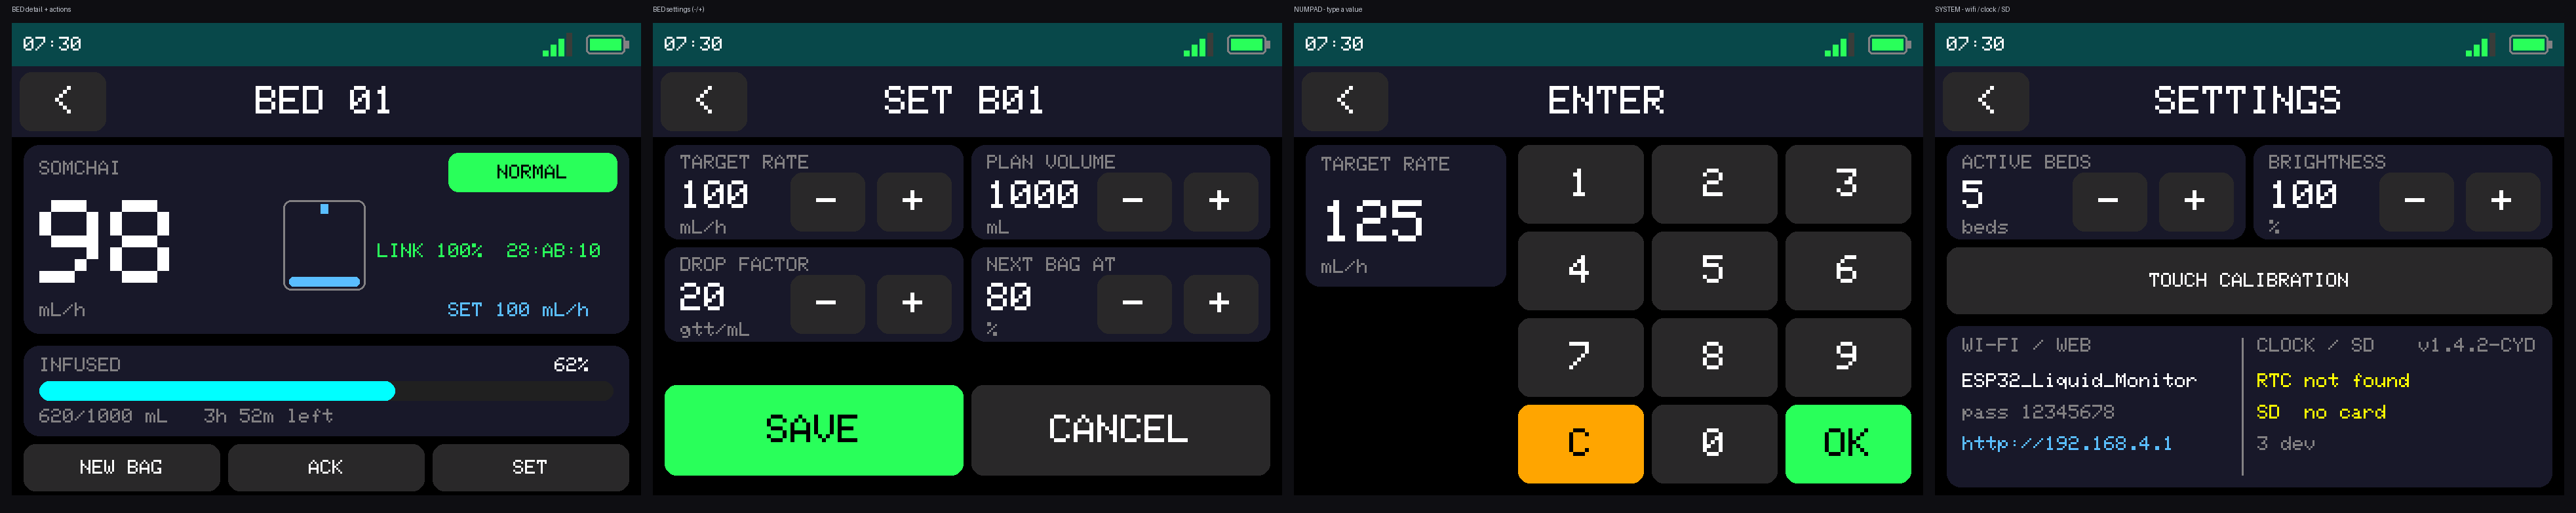 BED detail + actions
07:30
<
BED 01
SOMCHAI
NORMAL
98
LINK 100% 28:AB:10
mL/h
SET 100 mL/h
INFUSED
62%
620/1000 mL 3h 52m left
NEW BAG
ACK
SET
BED settings (-/+)
07:30
<
SET B01
TARGET RATE
100
- +
mL/h
PLAN VOLUME
1000
- +
mL
DROP FACTOR
20
- +
gtt/mL
NEXT BAG AT
80
- +
%
SAVE
CANCEL
NUMPAD - type a value
07:30
<
ENTER
TARGET RATE
125
mL/h
1 2 3
4 5 6
7 8 9
C 0 OK
SYSTEM - wifi / clock / SD
07:30
<
SETTINGS
ACTIVE BEDS
5
- +
beds
BRIGHTNESS
100
- +
%
TOUCH CALIBRATION
WI-FI / WEB
ESP32_Liquid_Monitor
pass 12345678
http://192.168.4.1
CLOCK / SD v1.4.2-CYD
RTC not found
SD no card
3 dev